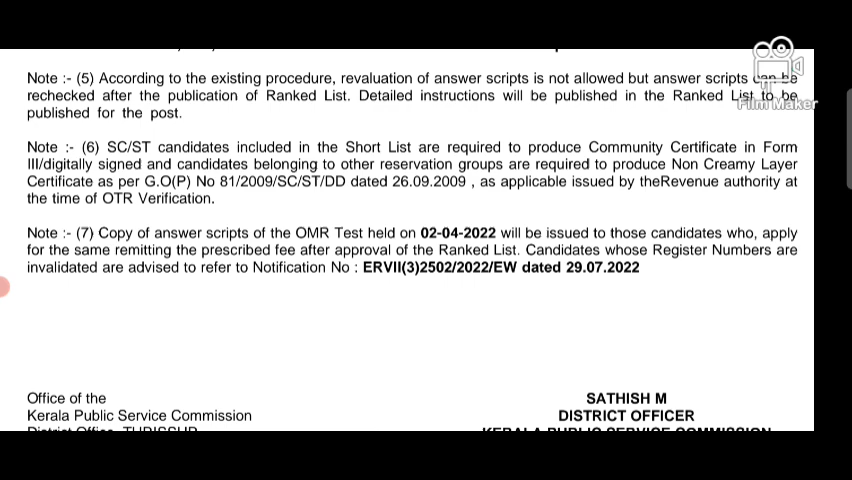 Note :- (5) According to the existing procedure, revaluation of answer scripts is not allowed but answer scripts can be
rechecked after the publication of Ranked List. Detailed instructions will be published in the Ranked List to be
published for the post.
Note :- (6) SC/ST candidates included in the Short List are required to produce Community Certificate in Form
III/digitally signed and candidates belonging to other reservation groups are required to produce Non Creamy Layer
Certificate as per G.O(P) No 81/2009/SC/ST/DD dated 26.09.2009 , as applicable issued by theRevenue authority at
the time of OTR Verification.
Note :- (7) Copy of answer scripts of the OMR Test held on 02-04-2022 will be issued to those candidates who, apply
for the same remitting the prescribed fee after approval of the Ranked List. Candidates whose Register Numbers are
invalidated are advised to refer to Notification No : ERVII(3)2502/2022/EW dated 29.07.2022
Office of the
Kerala Public Service Commission
District Office, THRISSUR
SATHISH M
DISTRICT OFFICER
KERALA PUBLIC SERVICE COMMISSION
Film Maker